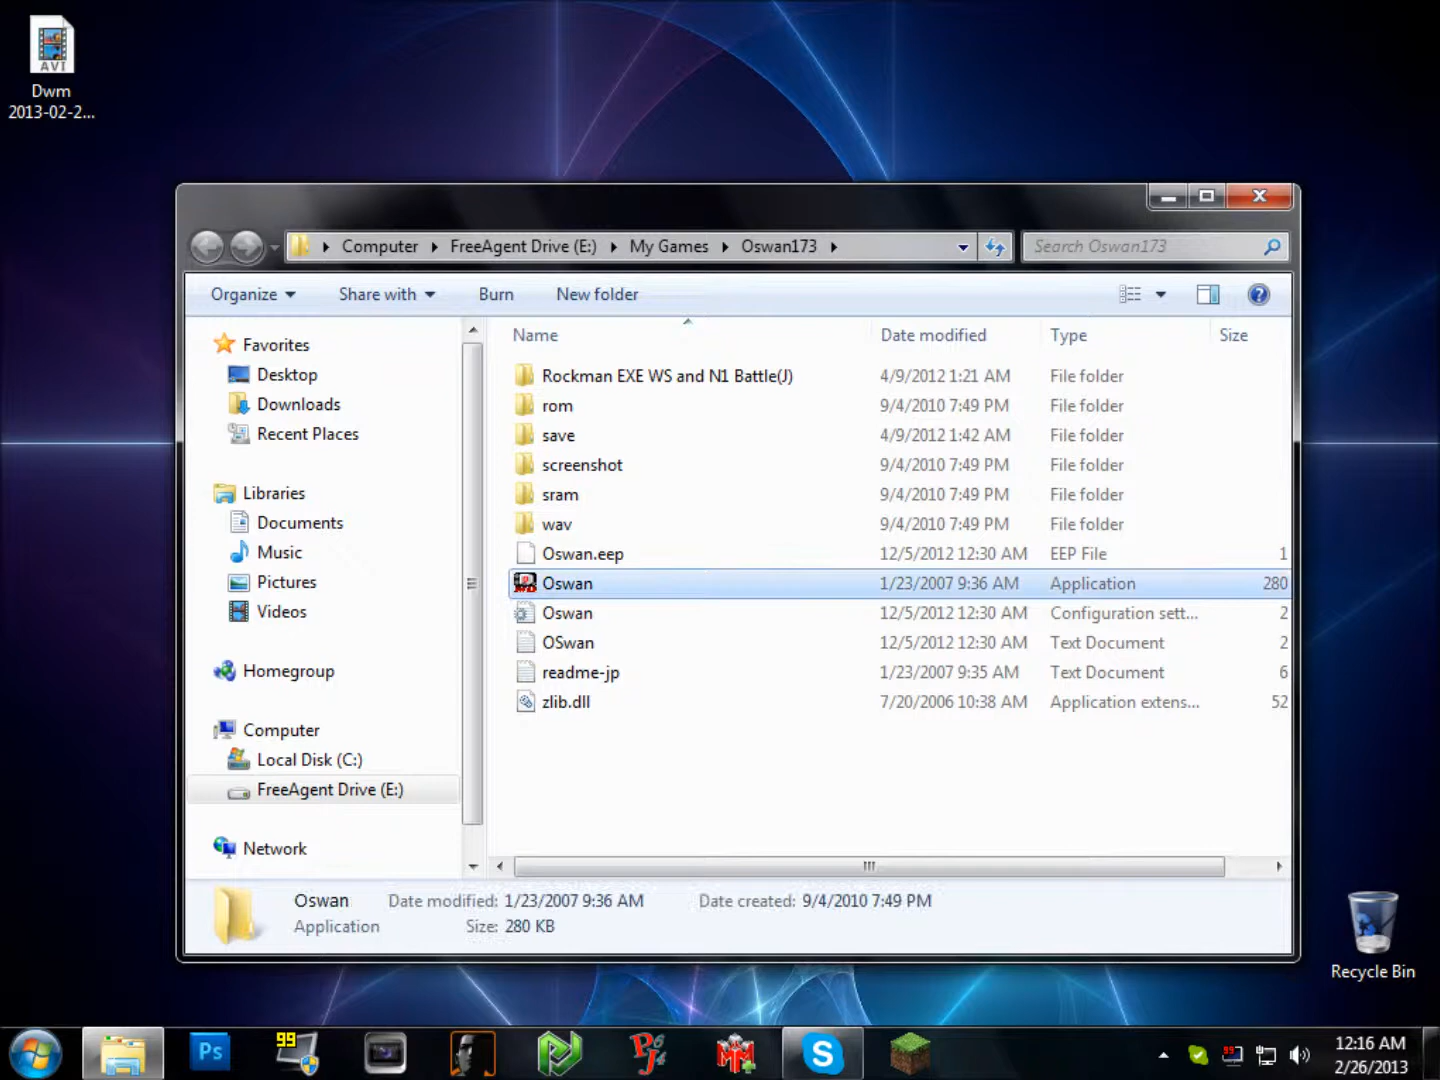 AVI
Dwm
2013-02-2...
Computer FreeAgent Drive (E:) My Games Oswan173
Search Oswan173
Organize Share with Burn New folder
Favorites
Desktop
Downloads
Recent Places
Libraries
Documents
Music
Pictures
Videos
Homegroup
Computer
Local Disk (C:)
FreeAgent Drive (E:)
Network
Name Date modified Type Size
Rockman EXE WS and N1 Battle(J) 4/9/2012 1:21 AM File folder
rom 9/4/2010 7:49 PM File folder
save 4/9/2012 1:42 AM File folder
screenshot 9/4/2010 7:49 PM File folder
sram 9/4/2010 7:49 PM File folder
wav 9/4/2010 7:49 PM File folder
Oswan.eep 12/5/2012 12:30 AM EEP File 1
Oswan 1/23/2007 9:36 AM Application 280
Oswan 12/5/2012 12:30 AM Configuration sett... 2
OSwan 12/5/2012 12:30 AM Text Document 2
readme-jp 1/23/2007 9:35 AM Text Document 6
zlib.dll 7/20/2006 10:38 AM Application extens... 52
Oswan Date modified: 1/23/2007 9:36 AM Date created: 9/4/2010 7:49 PM
Application Size: 280 KB
Recycle Bin
Ps
99
P64
J
MM
S
99
12:16 AM
2/26/2013